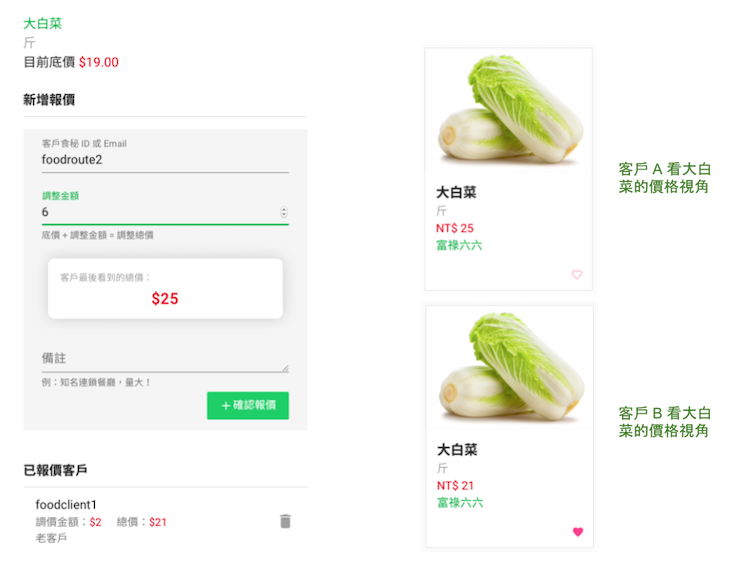 大白菜
斤
目前底價 $19.00
新增報價
客戶食秘 ID 或 Email
foodroute2
調整金額
6
底價 + 調整金額 = 調整總價
客戶最後看到的總價：
$25
備註
例：知名連鎖餐廳，量大！
＋確認報價
已報價客戶
foodclient1
調價金額：$2 總價：$21
老客戶
大白菜
斤
NT$ 25
富祿六六
客戶 A 看大白
菜的價格視角
大白菜
斤
NT$ 21
富祿六六
客戶 B 看大白
菜的價格視角